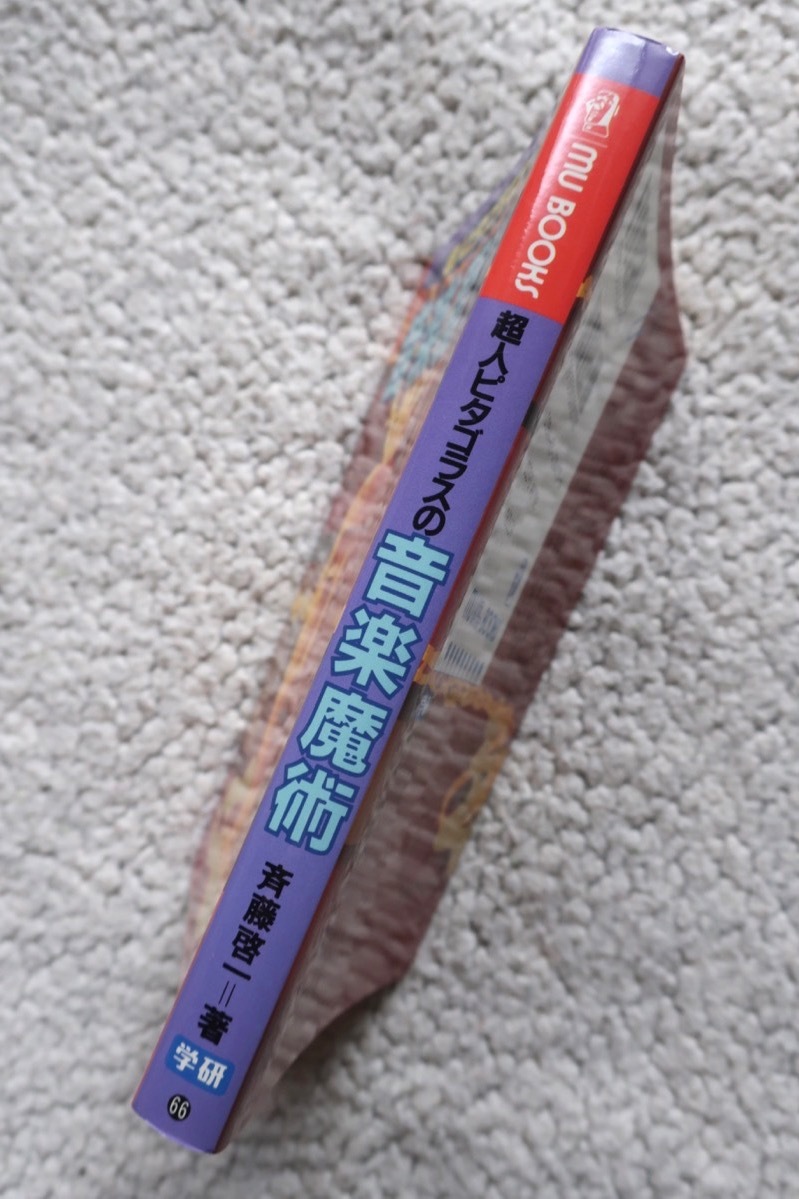 MU BOOKS
超人ピタゴラスの
音楽魔術
斉藤啓一＝著
学研
66